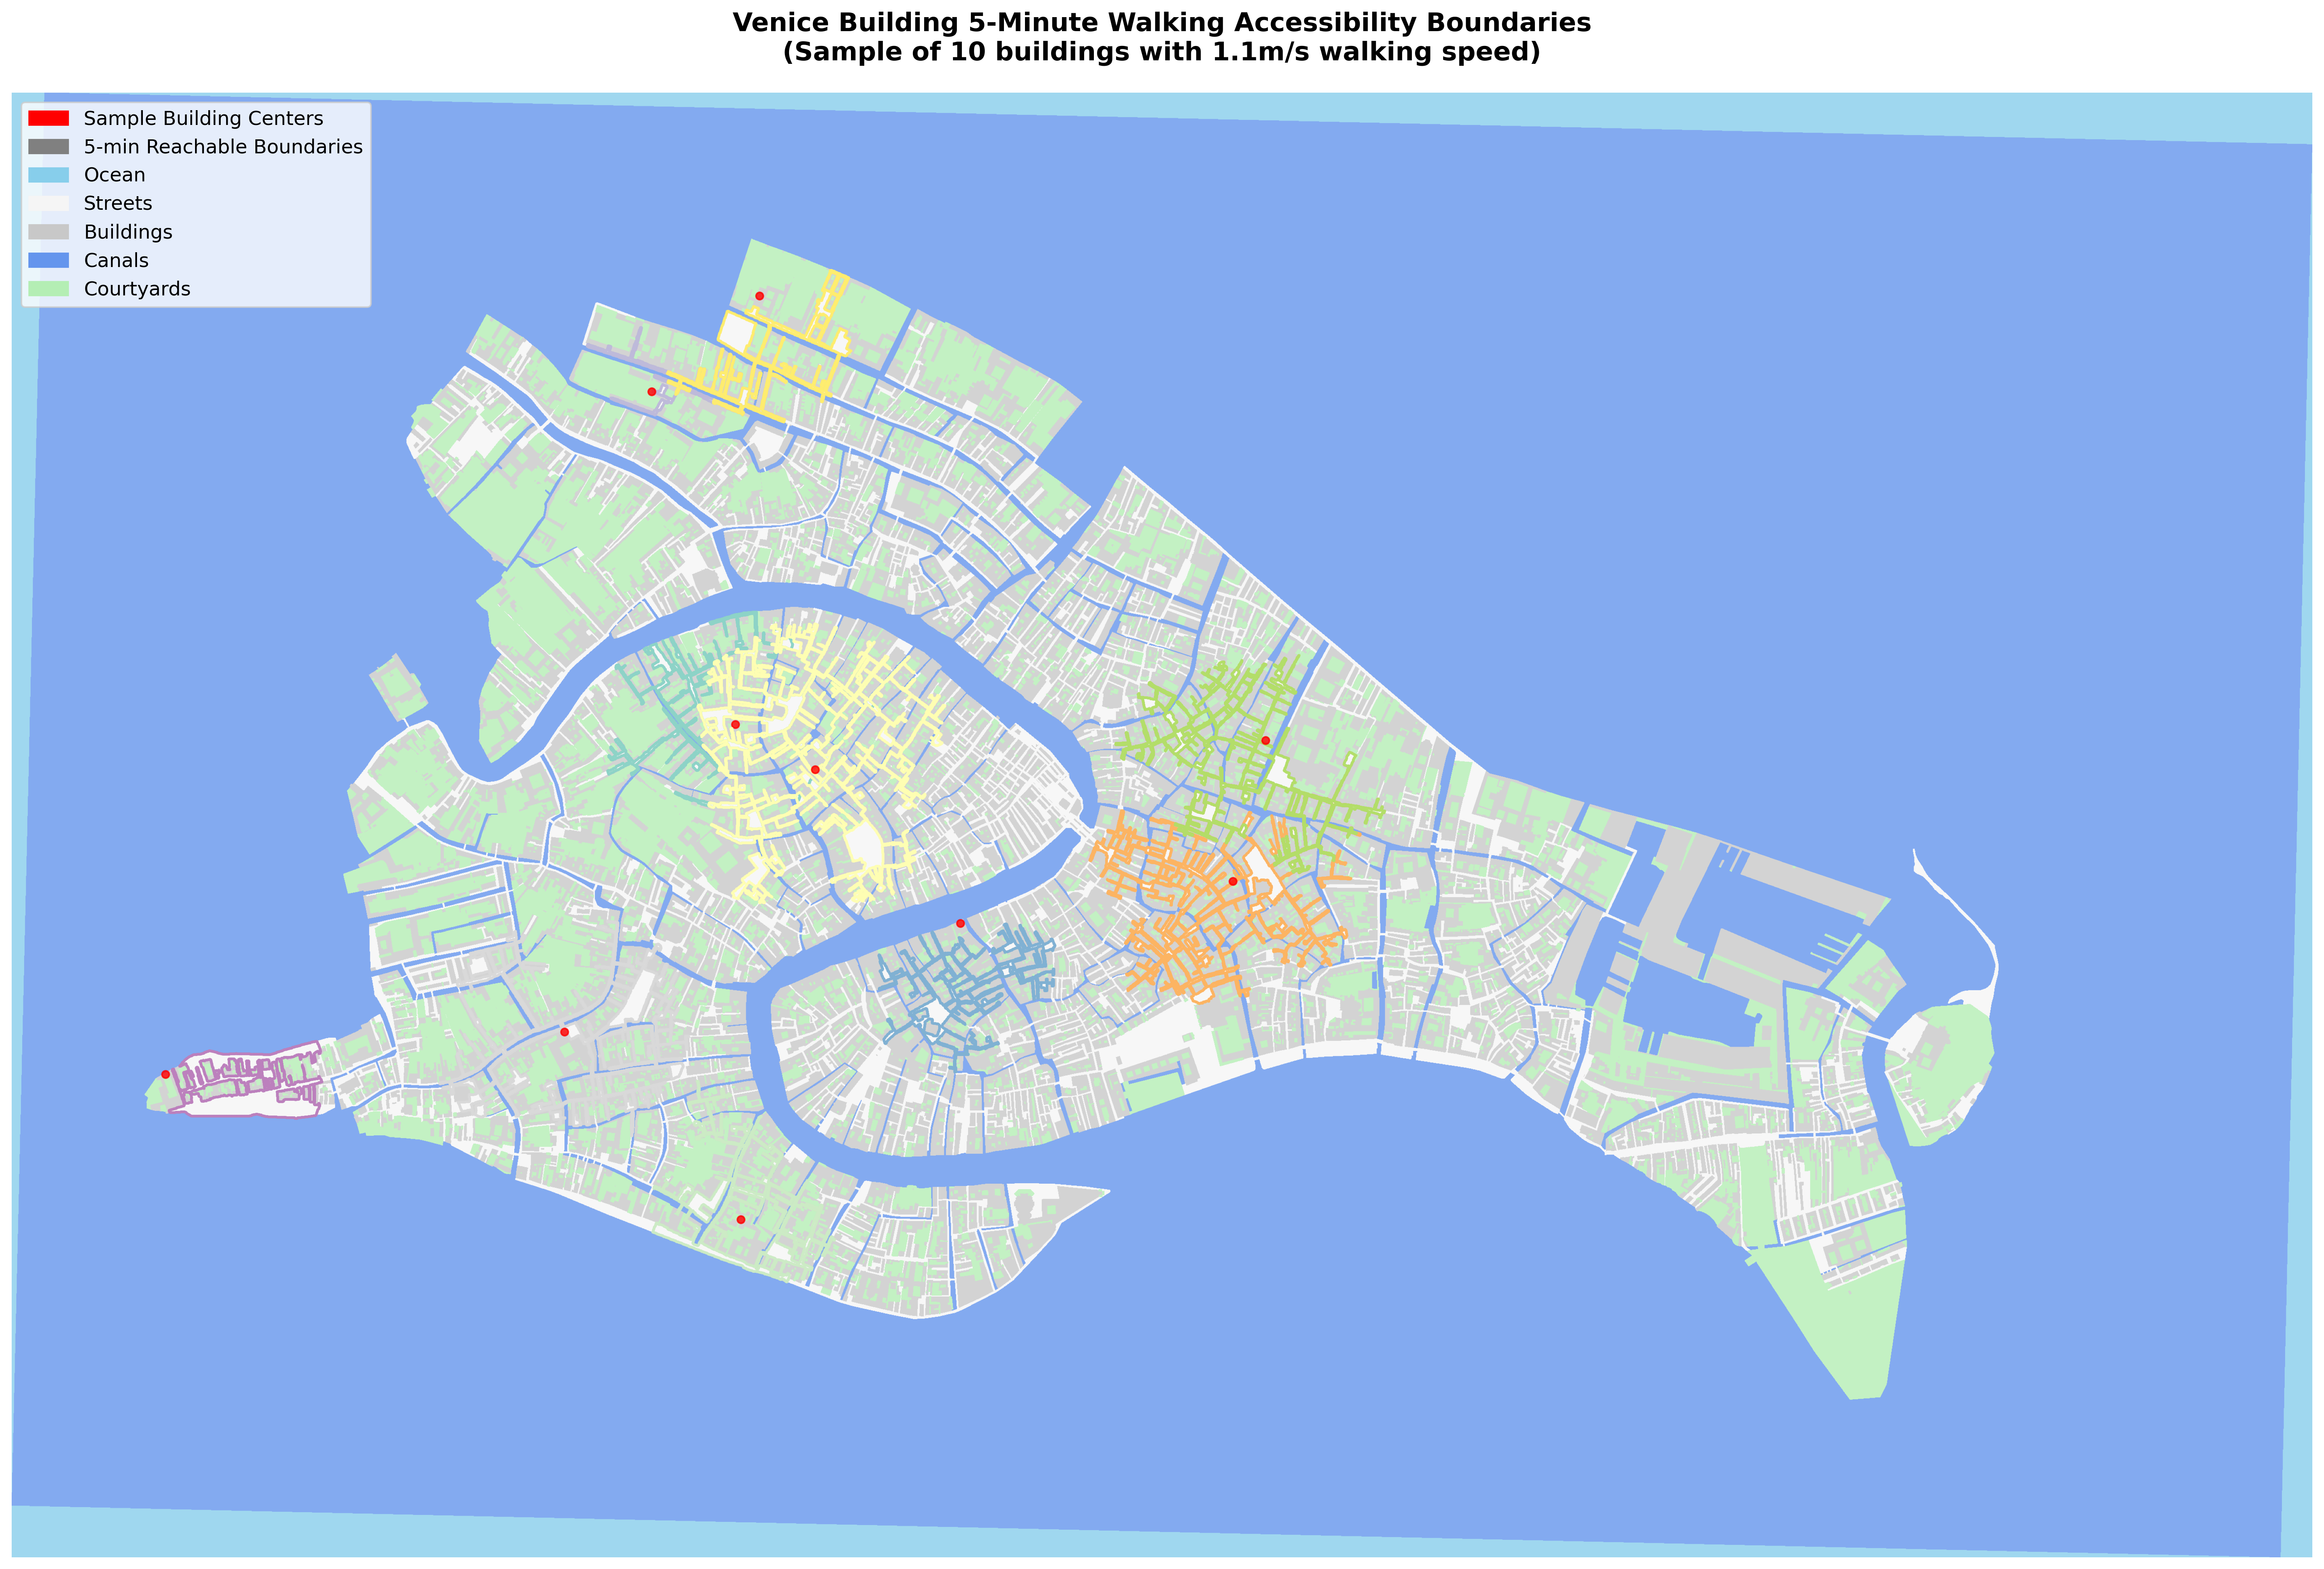 Venice Building 5-Minute Walking Accessibility Boundaries
(Sample of 10 buildings with 1.1m/s walking speed)
Sample Building Centers
5-min Reachable Boundaries
Ocean
Streets
Buildings
Canals
Courtyards